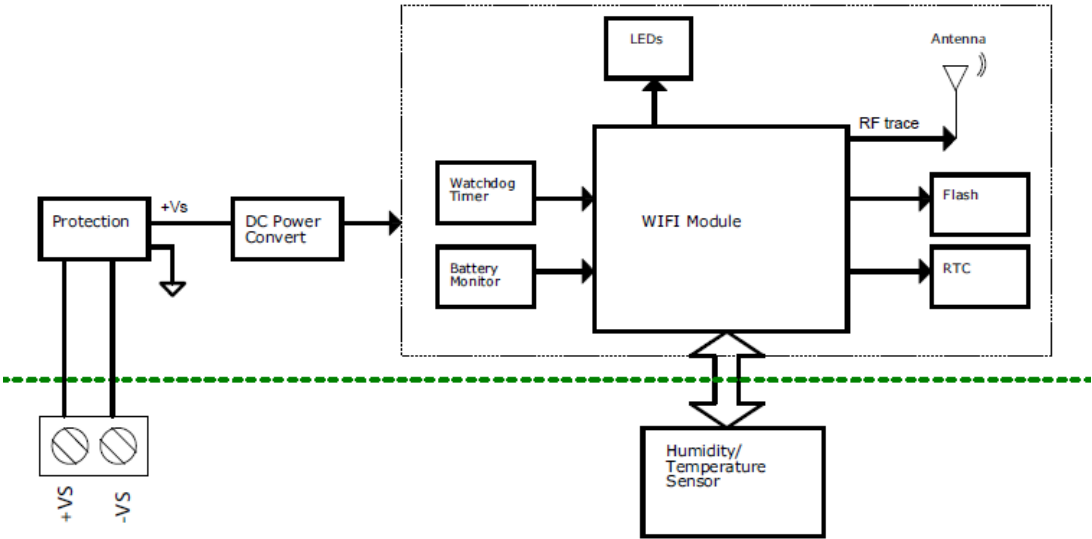 LEDs
Antenna
RF trace
Watchdog
Timer
Flash
+Vs
Protection
DC Power
Convert
WIFI Module
Battery
Monitor
RTC
Humidity/
Temperature
Sensor
+VS
-VS